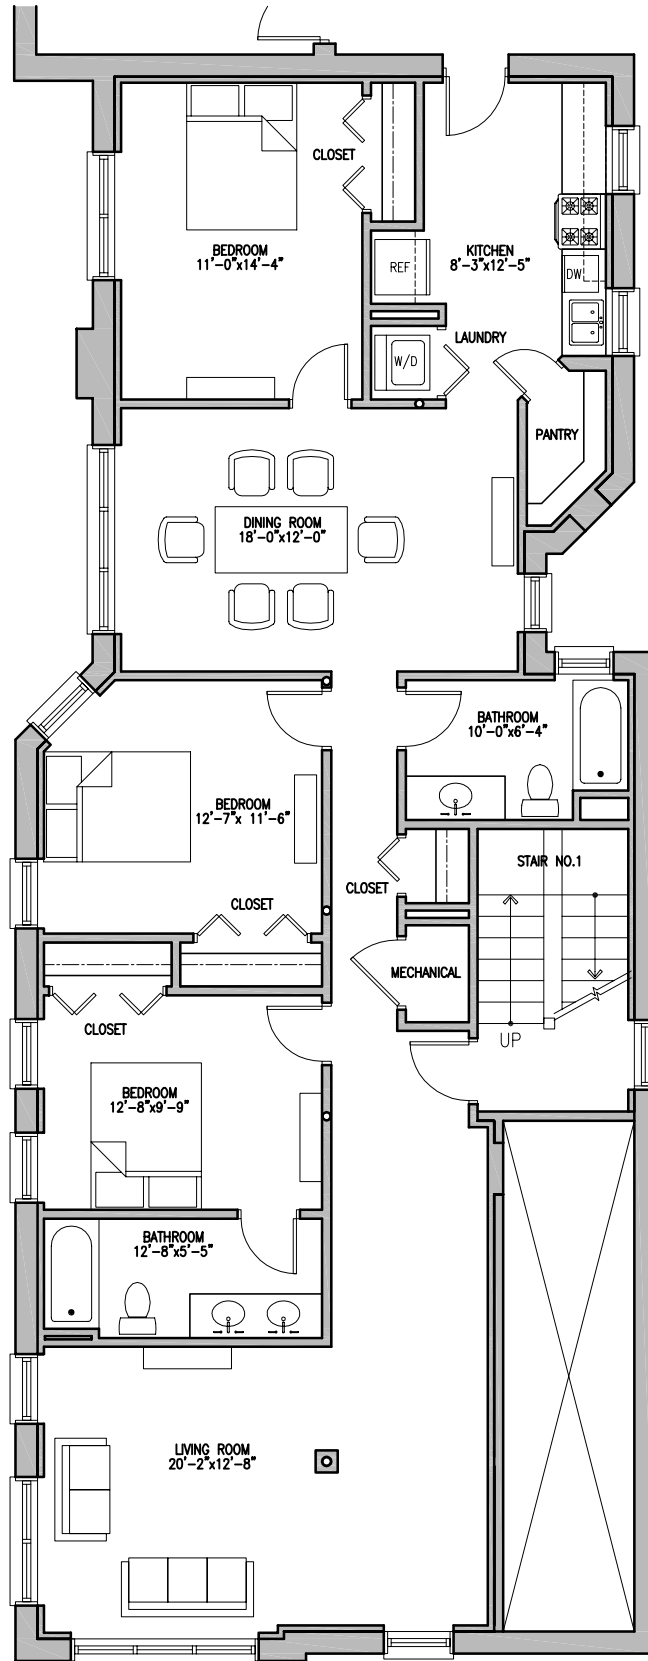 CLOSET
BEDROOM
11'-0"x14'-4"
KITCHEN
8'-3"x12'-5"
REF
DW
LAUNDRY
W/D
PANTRY
DINING ROOM
18'-0"x12'-0"
BATHROOM
10'-0"x6'-4"
BEDROOM
12'-7"x 11'-6"
STAIR NO.1
CLOSET
CLOSET
MECHANICAL
CLOSET
UP
BEDROOM
12'-8"x9'-9"
BATHROOM
12'-8"x5'-5"
LIVING ROOM
20'-2"x12'-8"